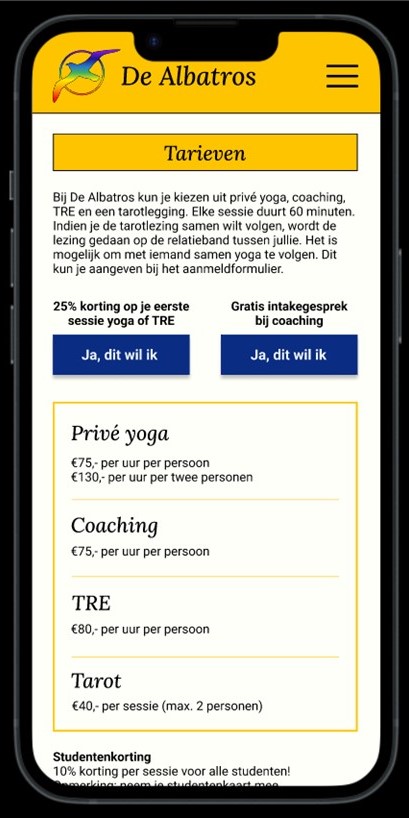 De Albatros
Tarieven
Bij De Albatros kun je kiezen uit privé yoga, coaching,
TRE en een tarotlegging. Elke sessie duurt 60 minuten.
Indien je de tarotlezing samen wilt volgen, wordt de
lezing gedaan op de relatieband tussen jullie. Het is
mogelijk om met iemand samen yoga te volgen. Dit
kun je aangeven bij het aanmeldformulier.
25% korting op je eerste
sessie yoga of TRE
Ja, dit wil ik
Gratis intakegesprek
bij coaching
Ja, dit wil ik
Privé yoga
€75,- per uur per persoon
€130,- per uur per twee personen
Coaching
€75,- per uur per persoon
TRE
€80,- per uur per persoon
Tarot
€40,- per sessie (max. 2 personen)
Studentenkorting
10% korting per sessie voor alle studenten!
Opmerking: neem je studentenkaart mee